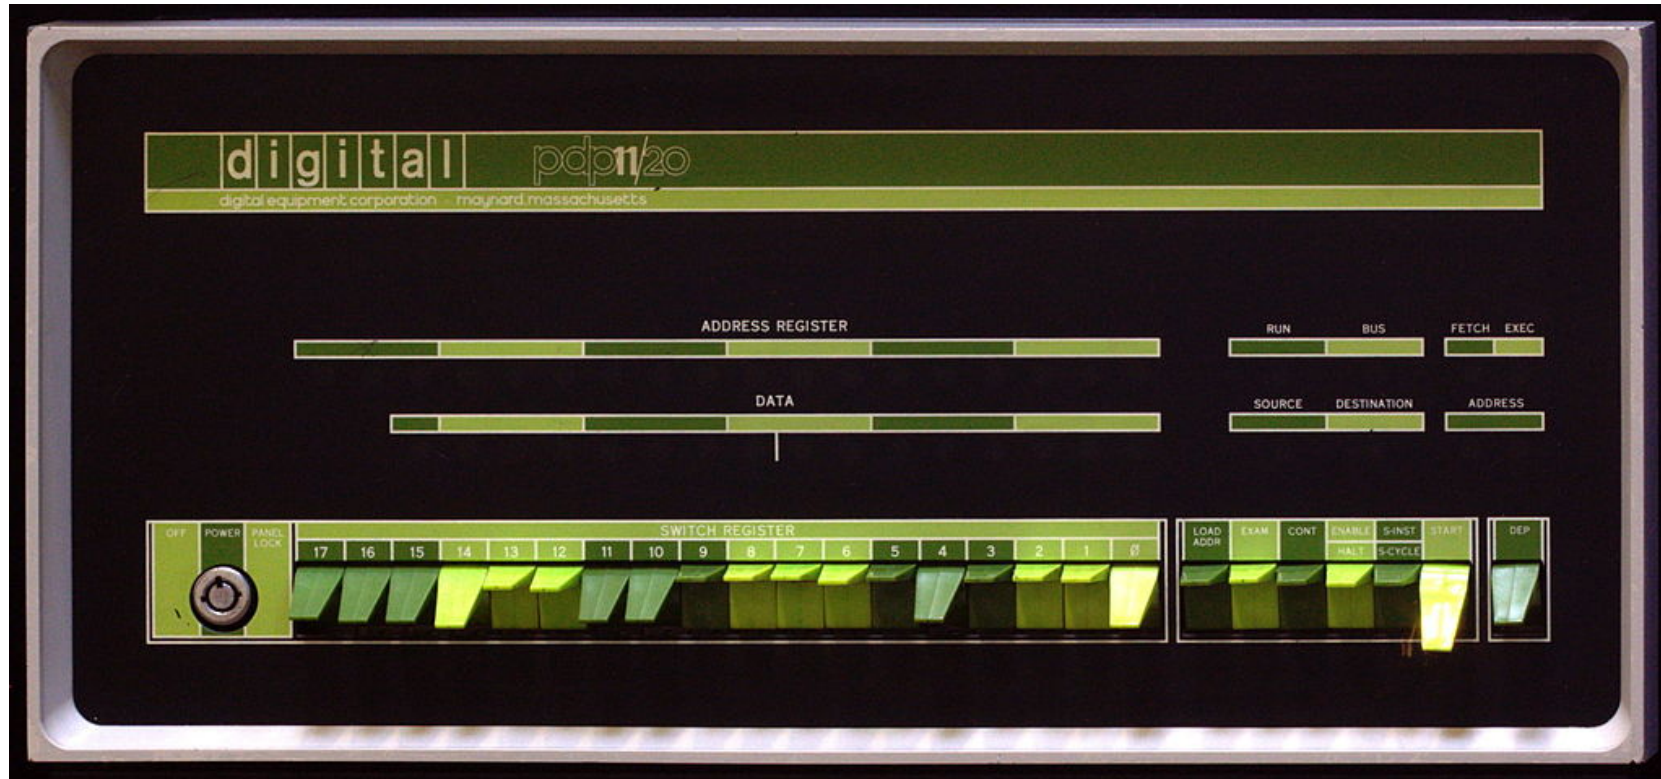 digital pdp11/20
digital equipment corporation · maynard, massachusetts
ADDRESS REGISTER
RUN BUS FETCH EXEC
DATA
SOURCE DESTINATION ADDRESS
OFF POWER PANEL LOCK
SWITCH REGISTER
17 16 15 14 13 12 11 10 9 8 7 6 5 4 3 2 1 Ø
LOAD ADDR EXAM CONT ENABLE S-INST START DEP
HALT S-CYCLE